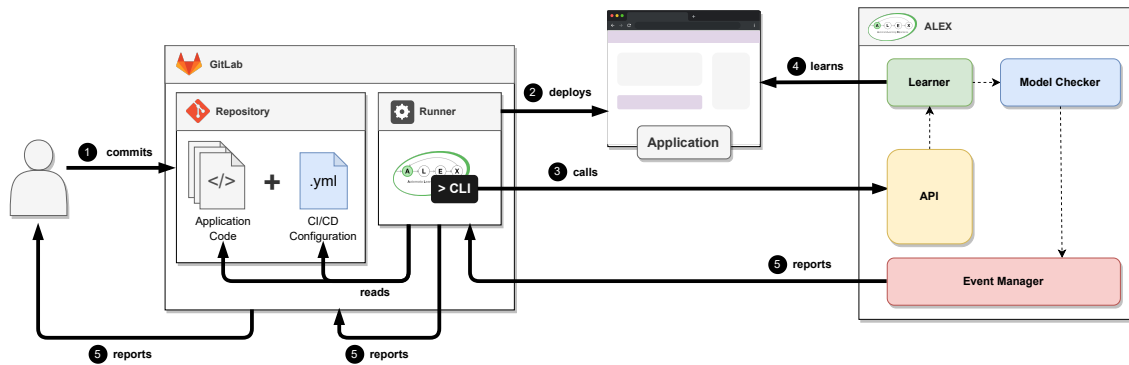 A L E X
ALEX
GitLab
4 learns
Learner
Model Checker
2 deploys
Repository
Runner
Application
1 commits
</>
+
.yml
A L E X
> CLI
3 calls
API
Application
Code
CI/CD
Configuration
5 reports
Event Manager
reads
5 reports
5 reports